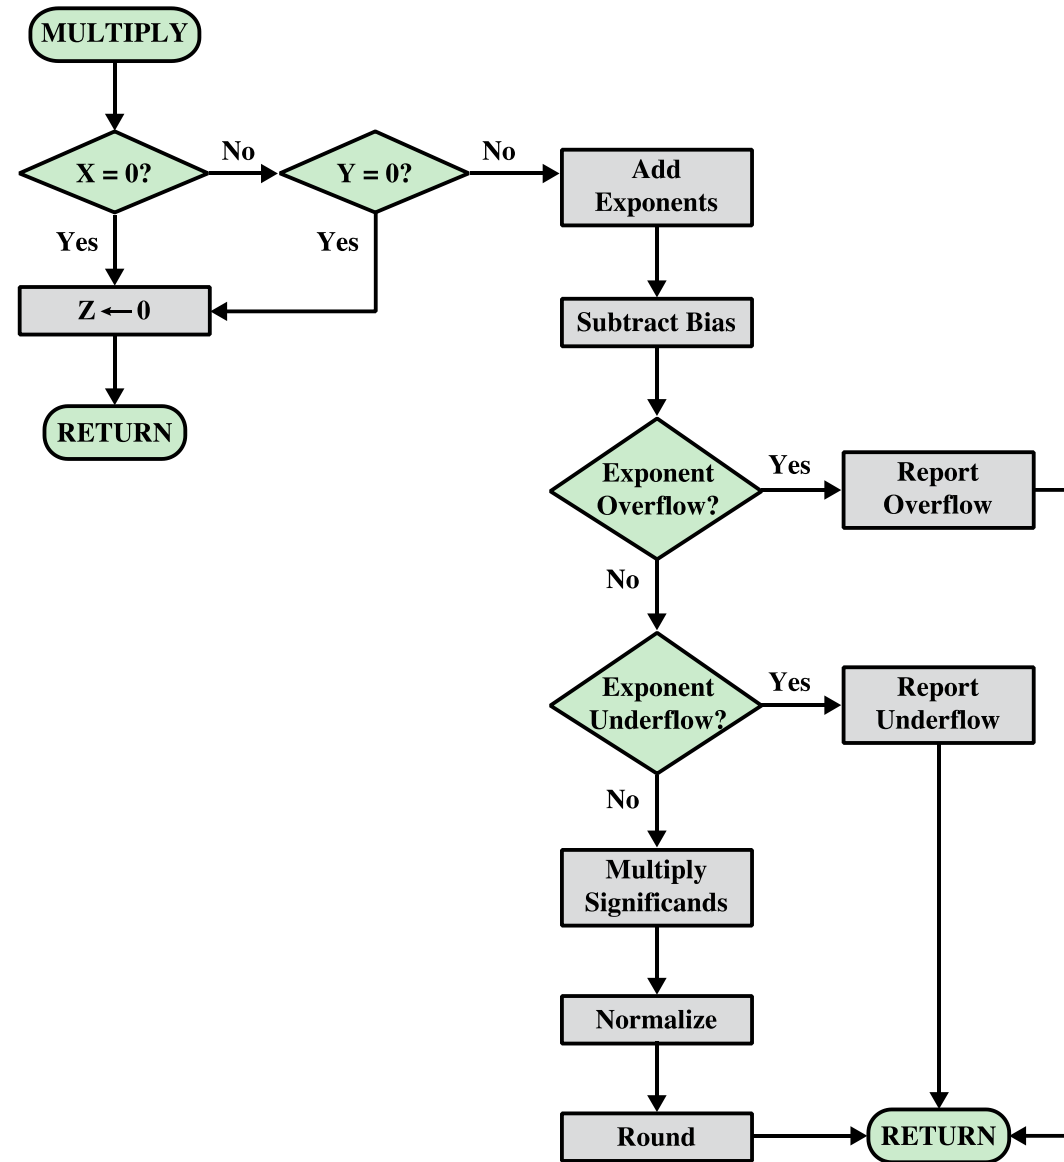 MULTIPLY
X = 0?
No
Y = 0?
No
Add
Exponents
Yes
Yes
Z ← 0
Subtract Bias
RETURN
Exponent
Overflow?
Yes
Report
Overflow
No
Exponent
Underflow?
Yes
Report
Underflow
No
Multiply
Significands
Normalize
Round
RETURN